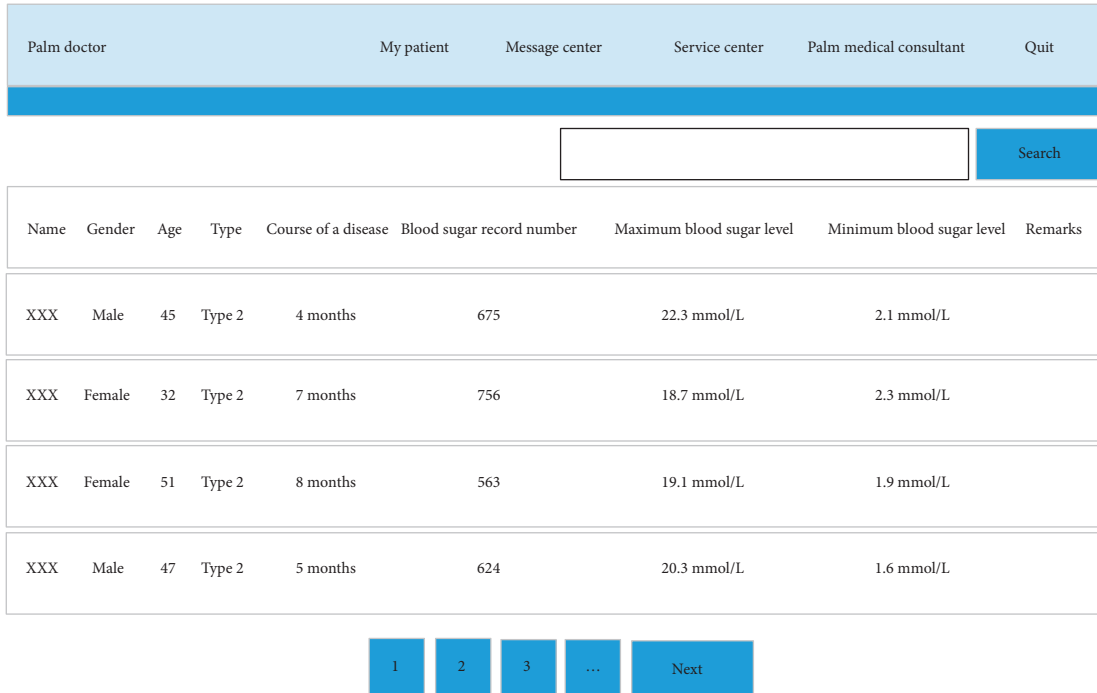 Palm doctor My patient Message center Service center Palm medical consultant Quit
Search
Name Gender Age Type Course of a disease Blood sugar record number Maximum blood sugar level Minimum blood sugar level Remarks
XXX Male 45 Type 2 4 months 675 22.3 mmol/L 2.1 mmol/L
XXX Female 32 Type 2 7 months 756 18.7 mmol/L 2.3 mmol/L
XXX Female 51 Type 2 8 months 563 19.1 mmol/L 1.9 mmol/L
XXX Male 47 Type 2 5 months 624 20.3 mmol/L 1.6 mmol/L
1 2 3 … Next